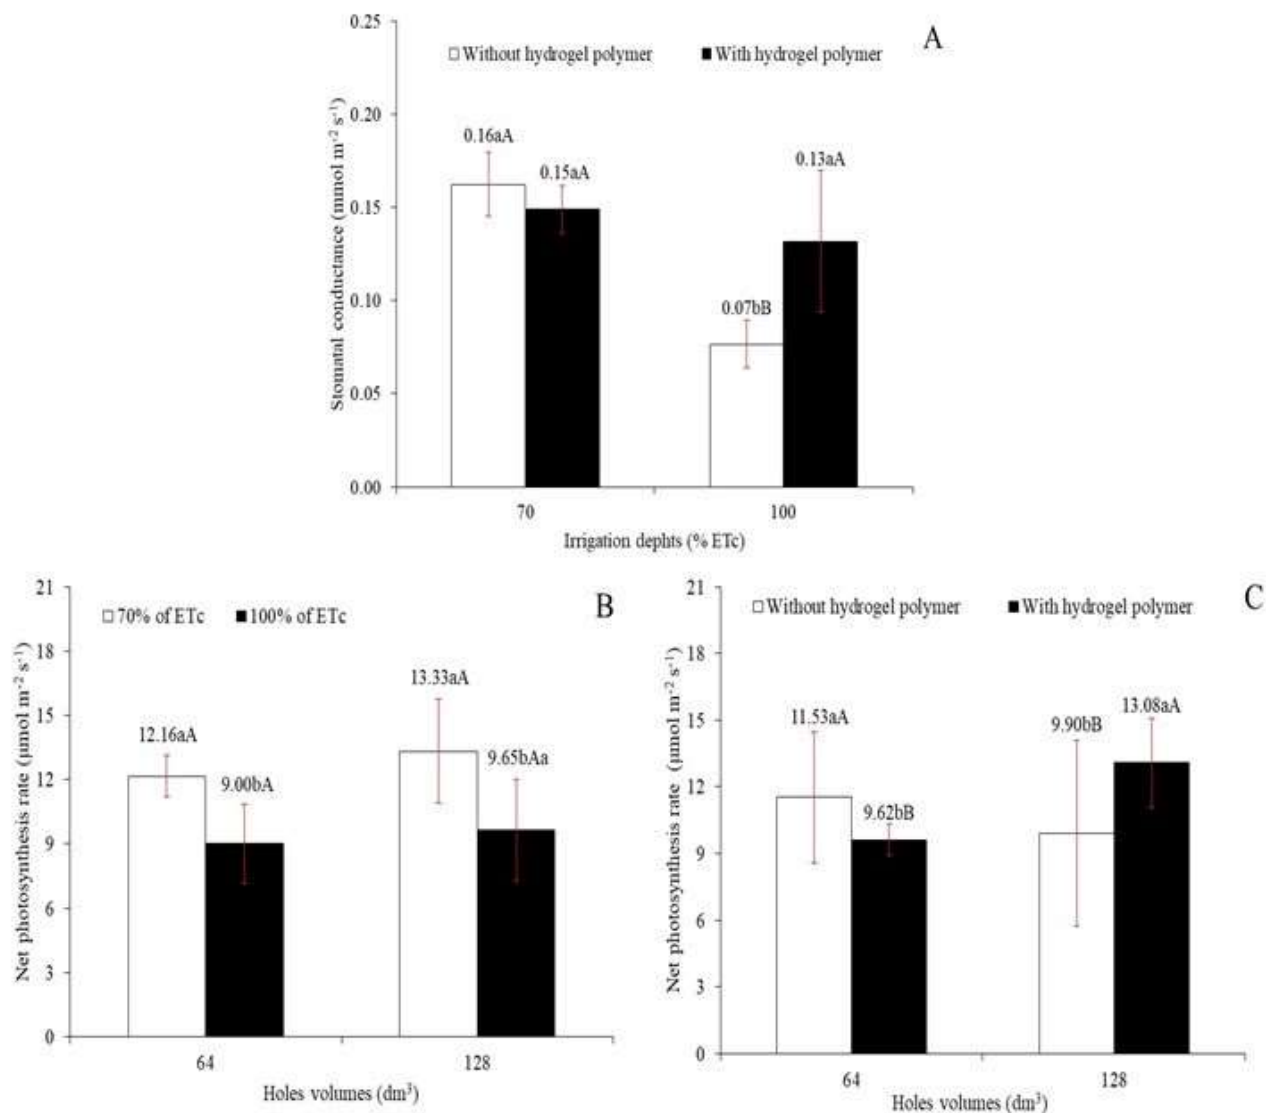 A
Without hydrogel polymer
With hydrogel polymer
Stomatal conductance (mmol m⁻² s⁻¹)
0.25
0.20
0.15
0.10
0.05
0.00
0.16aA
0.15aA
0.07bB
0.13aA
70
100
Irrigation dephts (% ETc)
B
70% of ETc
100% of ETc
Net photosynthesis rate (µmol m⁻² s⁻¹)
21
18
15
12
9
6
3
0
12.16aA
9.00bA
13.33aA
9.65bAa
64
128
Holes volumes (dm³)
C
Without hydrogel polymer
With hydrogel polymer
Net photosynthesis rate (µmol m⁻² s⁻¹)
21
18
15
12
9
6
3
0
11.53aA
9.62bB
9.90bB
13.08aA
64
128
Holes volumes (dm³)